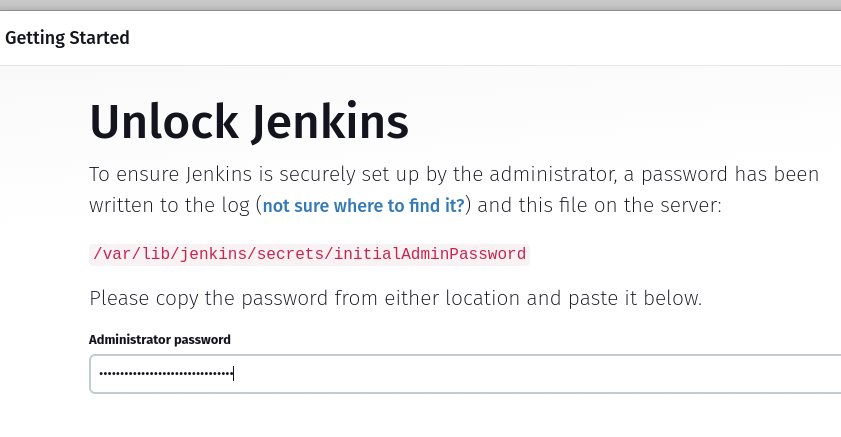 Getting Started
Unlock Jenkins
To ensure Jenkins is securely set up by the administrator, a password has been
written to the log (not sure where to find it?) and this file on the server:
/var/lib/jenkins/secrets/initialAdminPassword
Please copy the password from either location and paste it below.
Administrator password
••••••••••••••••••••••••••••••••